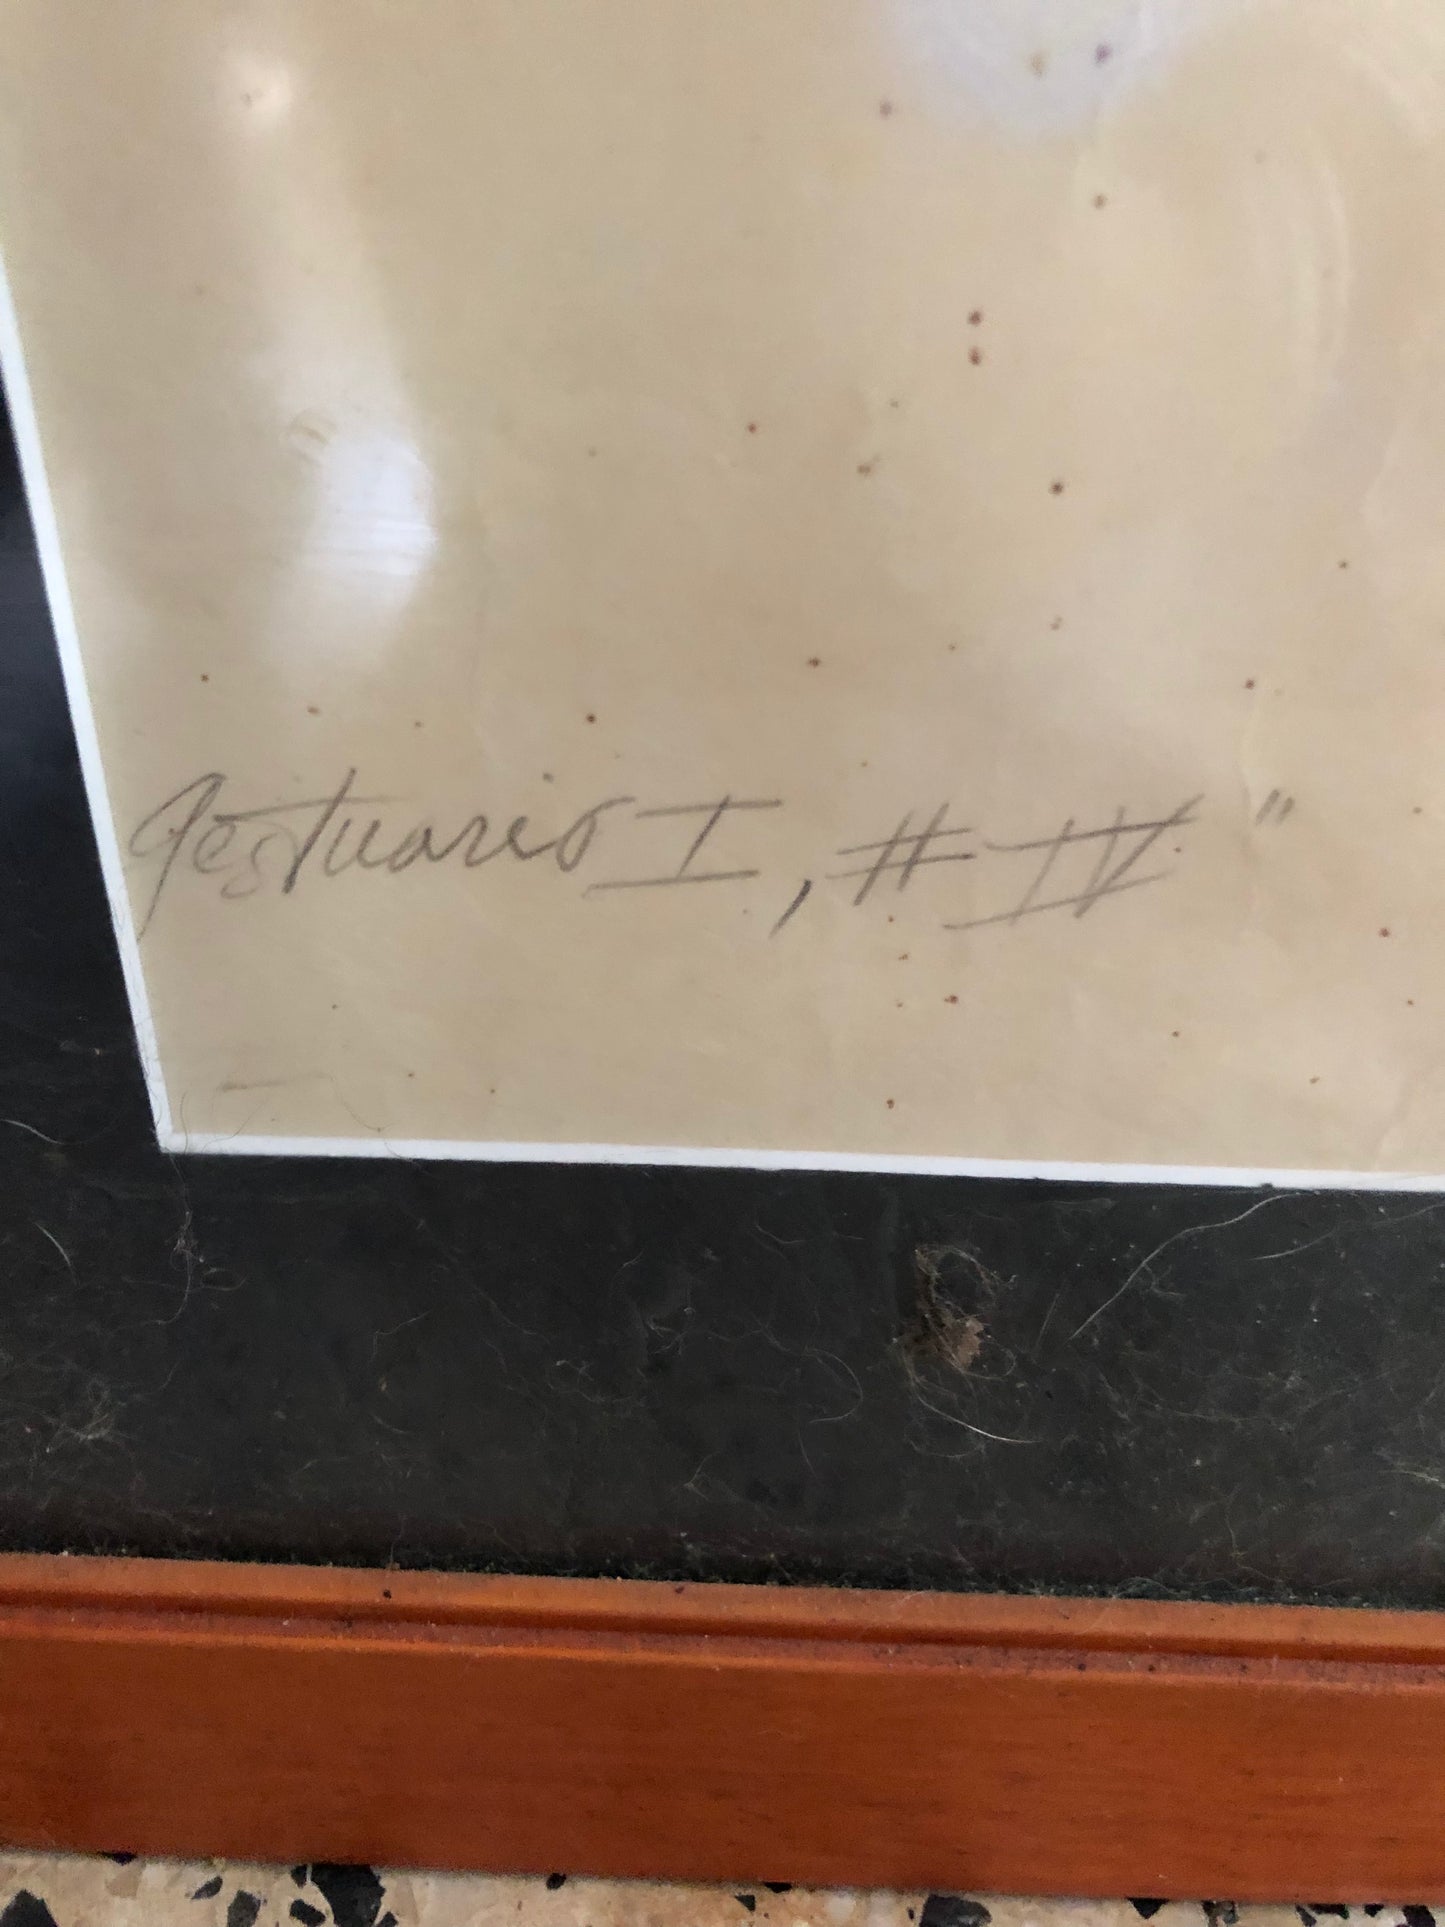 Gestuario I, # IV "